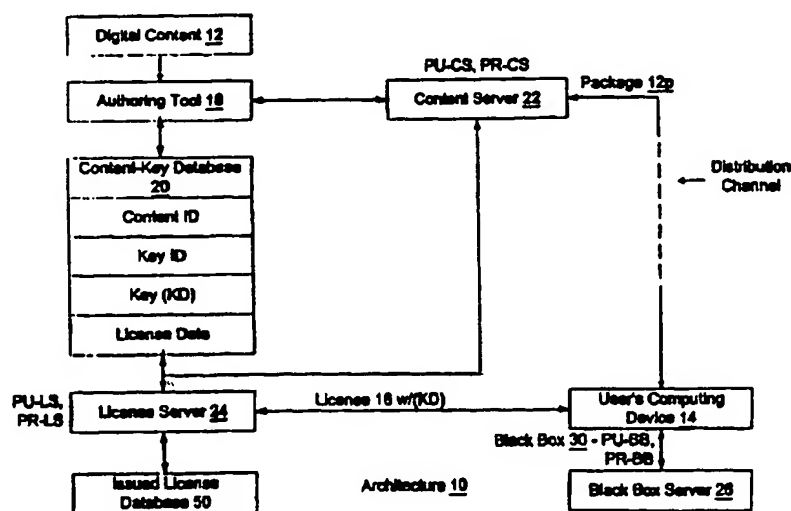 Digital Content 12
PU-CS, PR-CS
Authoring Tool 18
Content Server 22
Package 12p
Distribution
Channel
Content-Key Database
20
Content ID
Key ID
Key (KD)
License Data
PU-LS,
PR-LS
License Server 24
License 16 w/(KD)
User's Computing
Device 14
Black Box 30 - PU-BB,
PR-BB
Issued License
Database 50
Architecture 10
Black Box Server 26